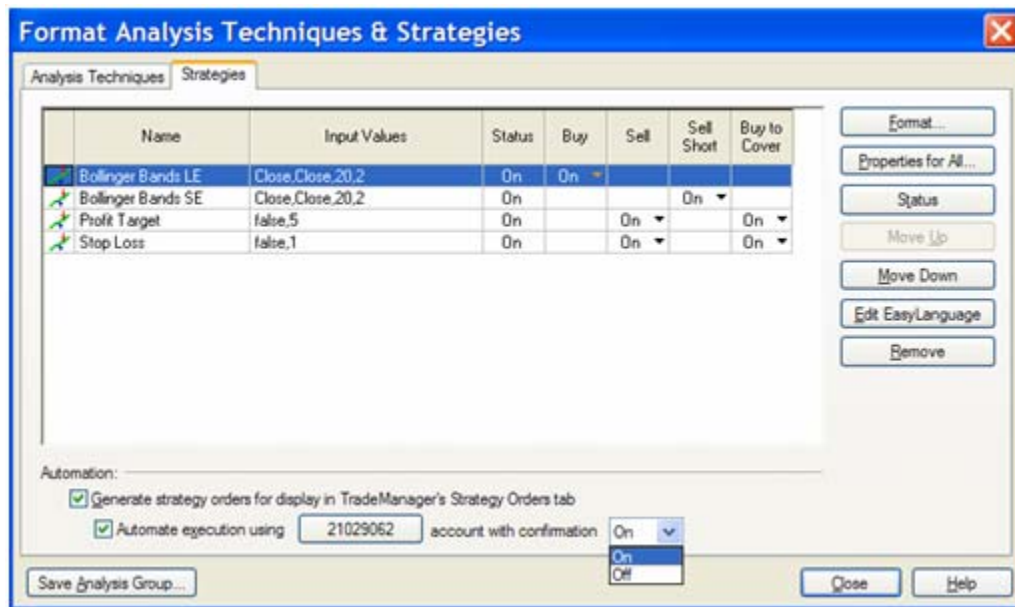 Format Analysis Techniques & Strategies
Analysis Techniques Strategies
Name Input Values Status Buy Sell Sell Short Buy to Cover
Bollinger Bands LE Close,Close,20,2 On On
Bollinger Bands SE Close,Close,20,2 On On
Profit Target false,5 On On On
Stop Loss false,1 On On On
Format...
Properties for All...
Status
Move Up
Move Down
Edit EasyLanguage
Remove
Automation:
Generate strategy orders for display in TradeManager's Strategy Orders tab
Automate execution using 21029062 account with confirmation On
On
Off
Save Analysis Group... Close Help